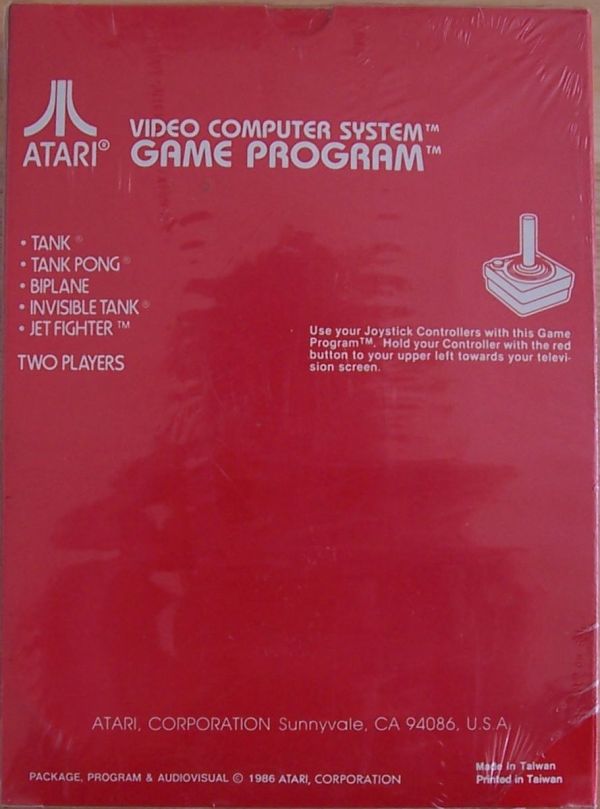 ATARI®
VIDEO COMPUTER SYSTEM™
GAME PROGRAM™
• TANK®
• TANK PONG®
• BIPLANE
• INVISIBLE TANK®
• JET FIGHTER™
TWO PLAYERS
Use your Joystick Controllers with this Game
Program™. Hold your Controller with the red
button to your upper left towards your televi-
sion screen.
ATARI, CORPORATION Sunnyvale, CA 94086, U.S.A.
PACKAGE, PROGRAM & AUDIOVISUAL © 1986 ATARI, CORPORATION
Made in Taiwan
Printed in Taiwan